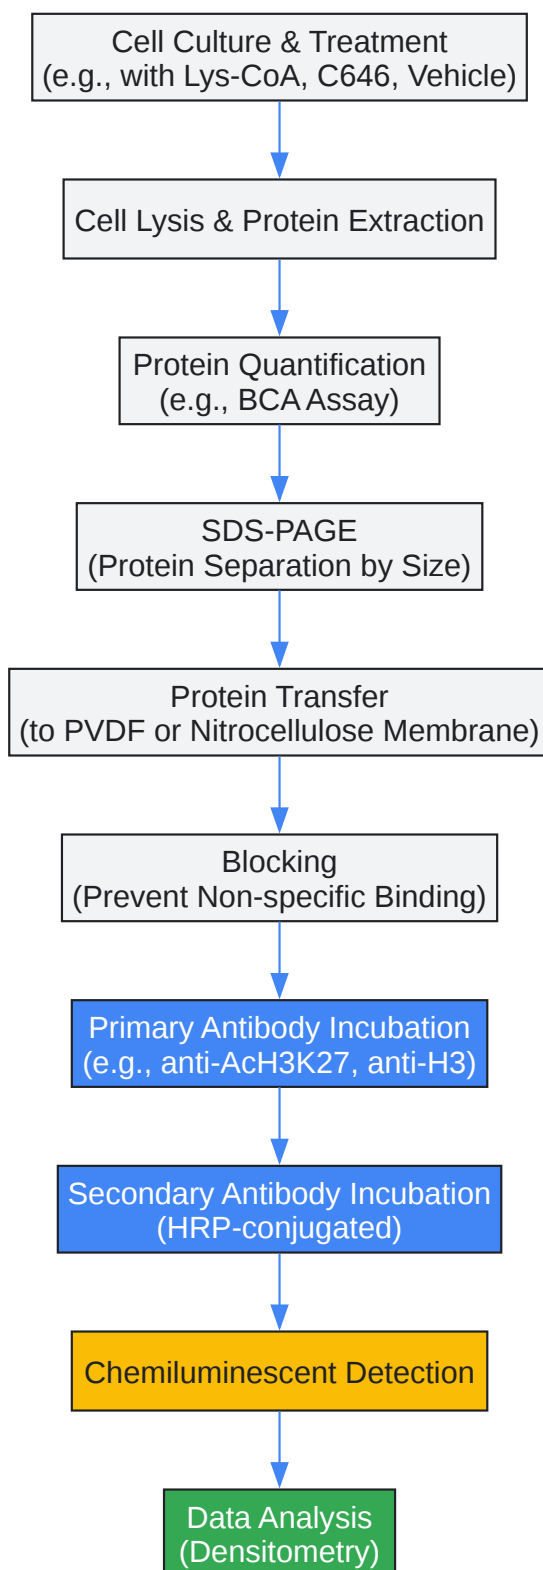 Cell Culture & Treatment
(e.g., with Lys-CoA, C646, Vehicle)
Cell Lysis & Protein Extraction
Protein Quantification
(e.g., BCA Assay)
SDS-PAGE
(Protein Separation by Size)
Protein Transfer
(to PVDF or Nitrocellulose Membrane)
Blocking
(Prevent Non-specific Binding)
Primary Antibody Incubation
(e.g., anti-AcH3K27, anti-H3)
Secondary Antibody Incubation
(HRP-conjugated)
Chemiluminescent Detection
Data Analysis
(Densitometry)